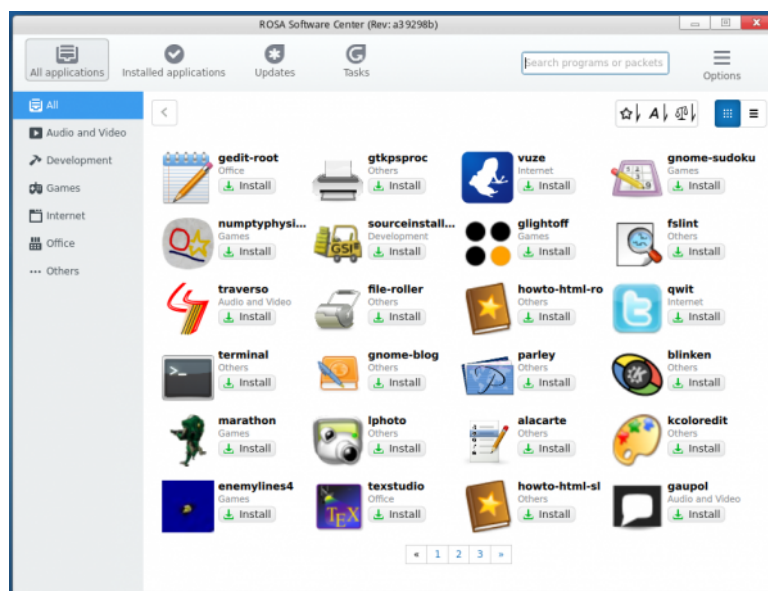 ROSA Software Center (Rev: a39298b)
All applications
Installed applications
Updates
Tasks
Search programs or packets
Options
All
Audio and Video
Development
Games
Internet
Office
Others
gedit-root
Office
Install
gtkpsproc
Others
Install
vuze
Internet
Install
gnome-sudoku
Games
Install
numptyphysi...
Games
Install
sourceinstall...
Development
Install
glightoff
Games
Install
fslint
Others
Install
traverso
Audio and Video
Install
file-roller
Others
Install
howto-html-ro
Others
Install
qwit
Internet
Install
terminal
Others
Install
gnome-blog
Others
Install
parley
Others
Install
blinken
Others
Install
marathon
Games
Install
lphoto
Others
Install
alacarte
Others
Install
kcoloredit
Others
Install
enemylines4
Games
Install
texstudio
Office
Install
howto-html-sl
Others
Install
gaupol
Audio and Video
Install
« 1 2 3 »